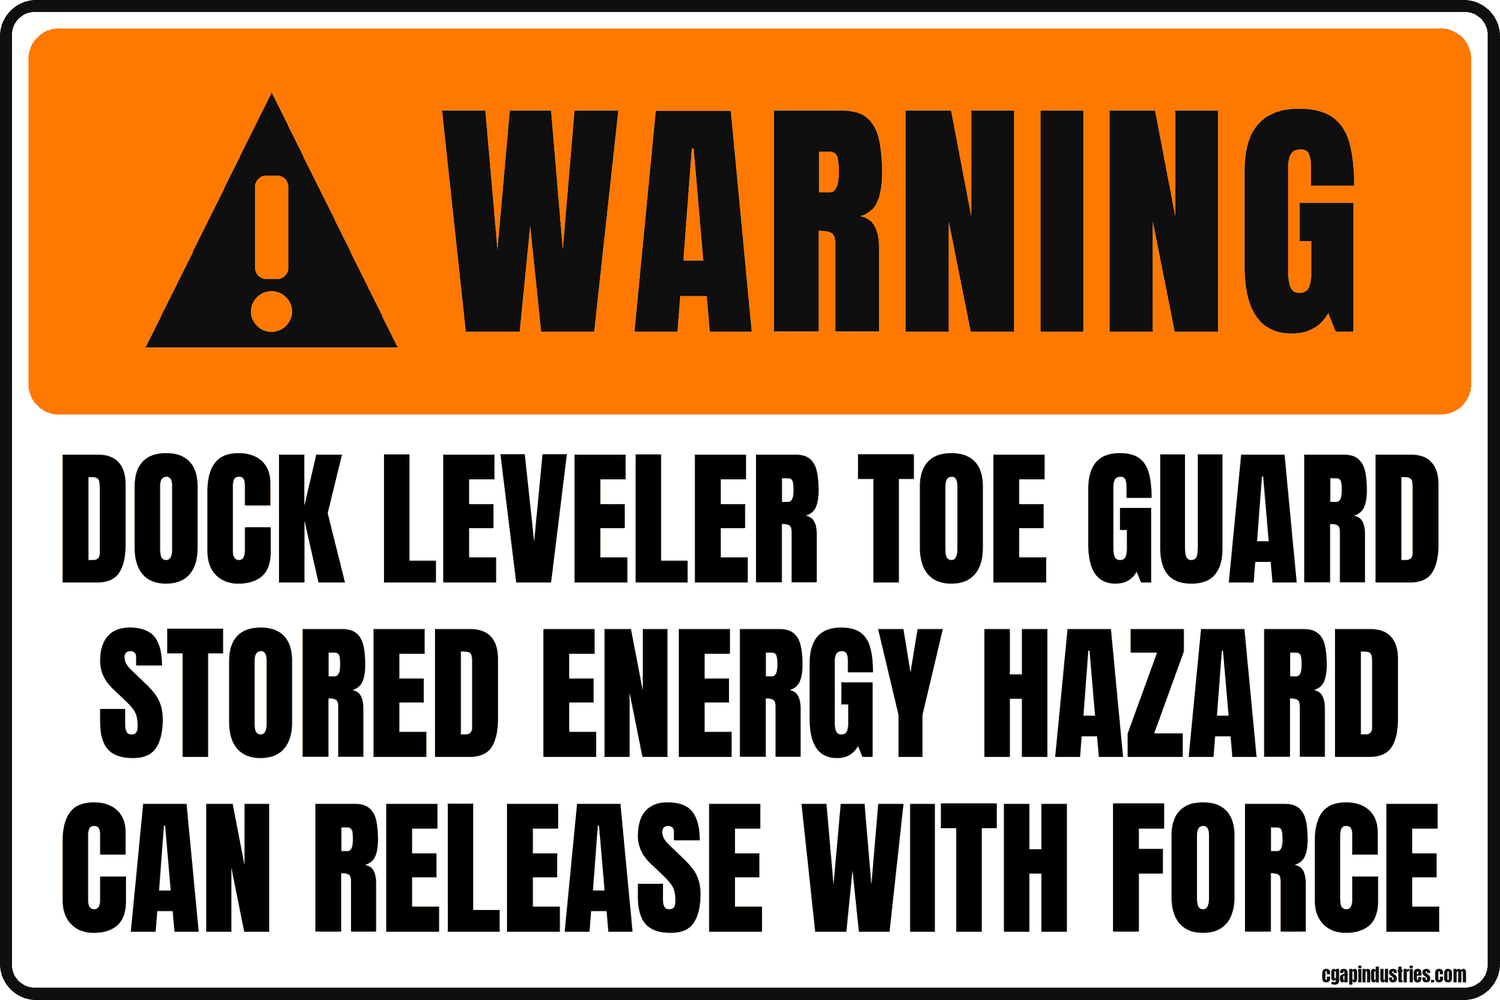 WARNING
DOCK LEVELER TOE GUARD
STORED ENERGY HAZARD
CAN RELEASE WITH FORCE
cgapindustries.com